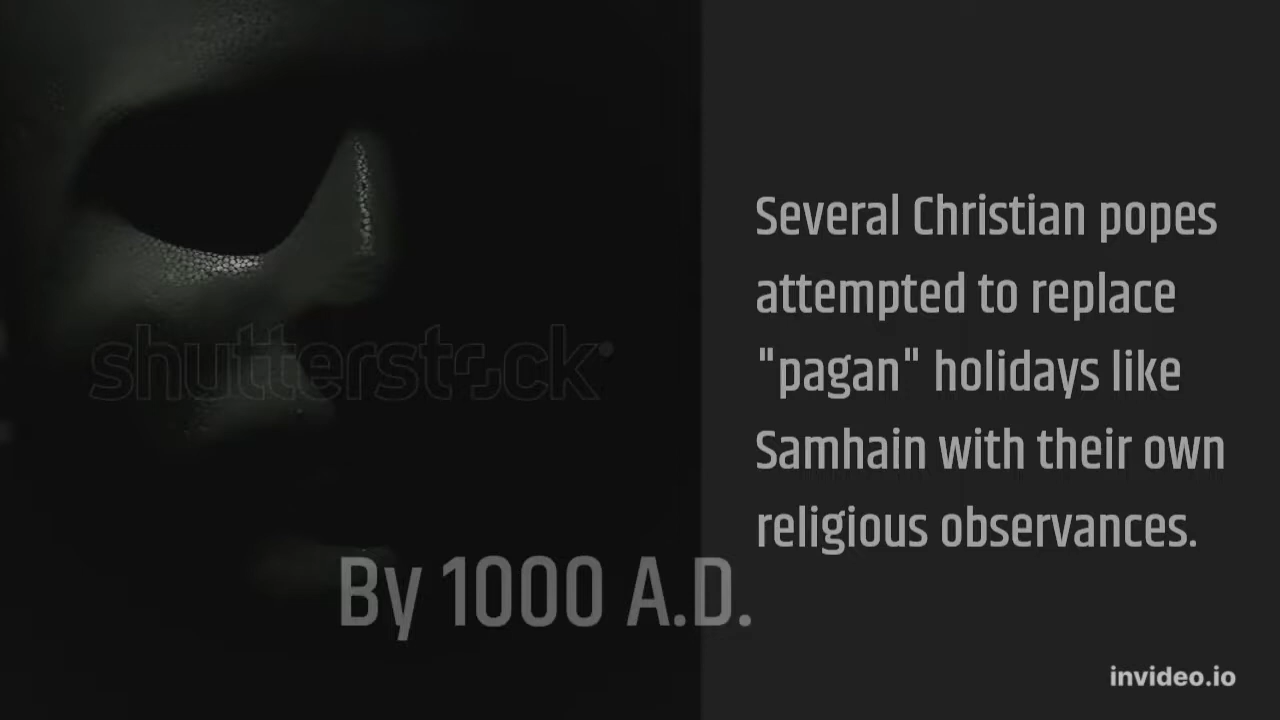 Several Christian popes
attempted to replace
"pagan" holidays like
Samhain with their own
religious observances.
shutterstock
By 1000 A.D.
invideo.io